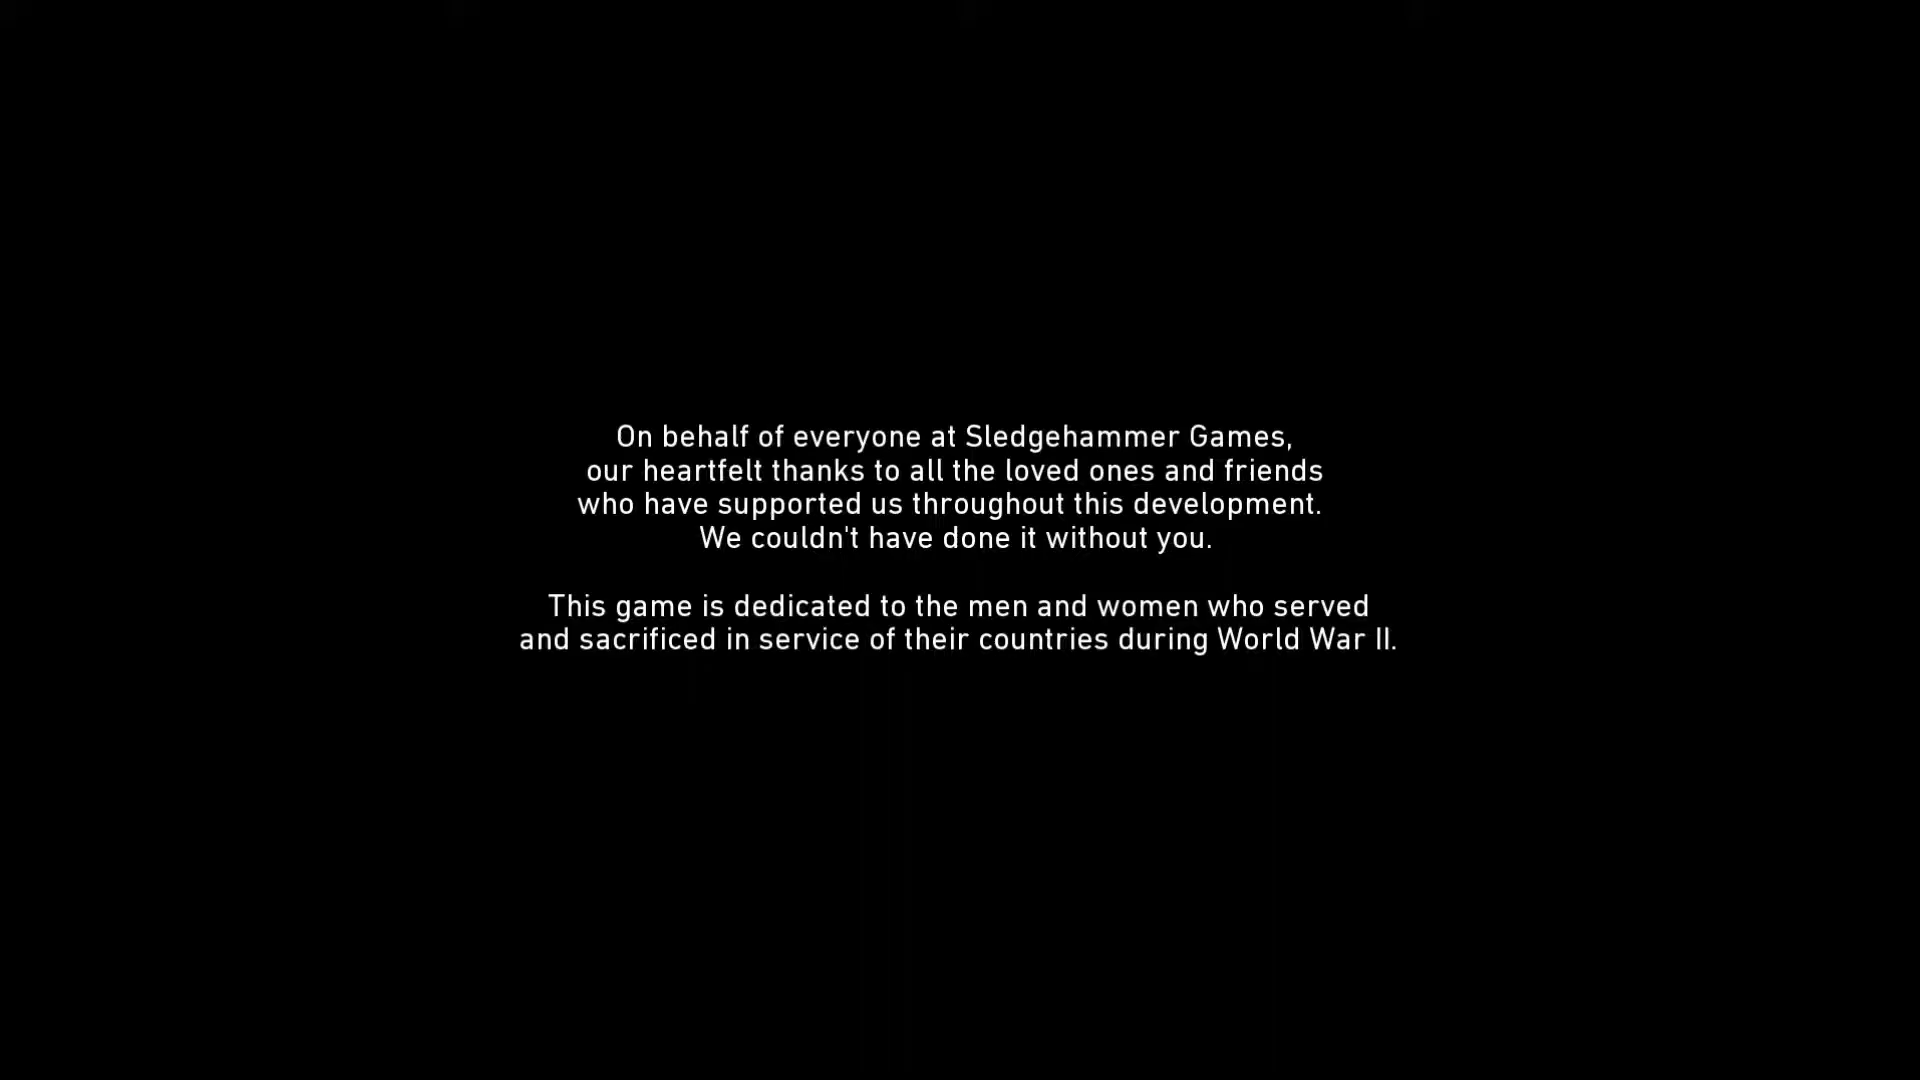 On behalf of everyone at Sledgehammer Games,
our heartfelt thanks to all the loved ones and friends
who have supported us throughout this development.
We couldn't have done it without you.
This game is dedicated to the men and women who served
and sacrificed in service of their countries during World War II.